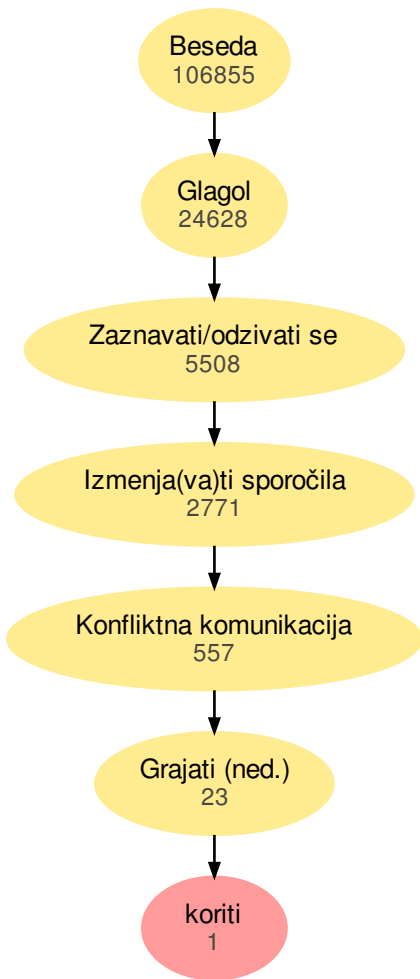 Beseda
106855
Glagol
24628
Zaznavati/odzivati se
5508
Izmenja(va)ti sporočila
2771
Konfliktna komunikacija
557
Grajati (ned.)
23
koriti
1